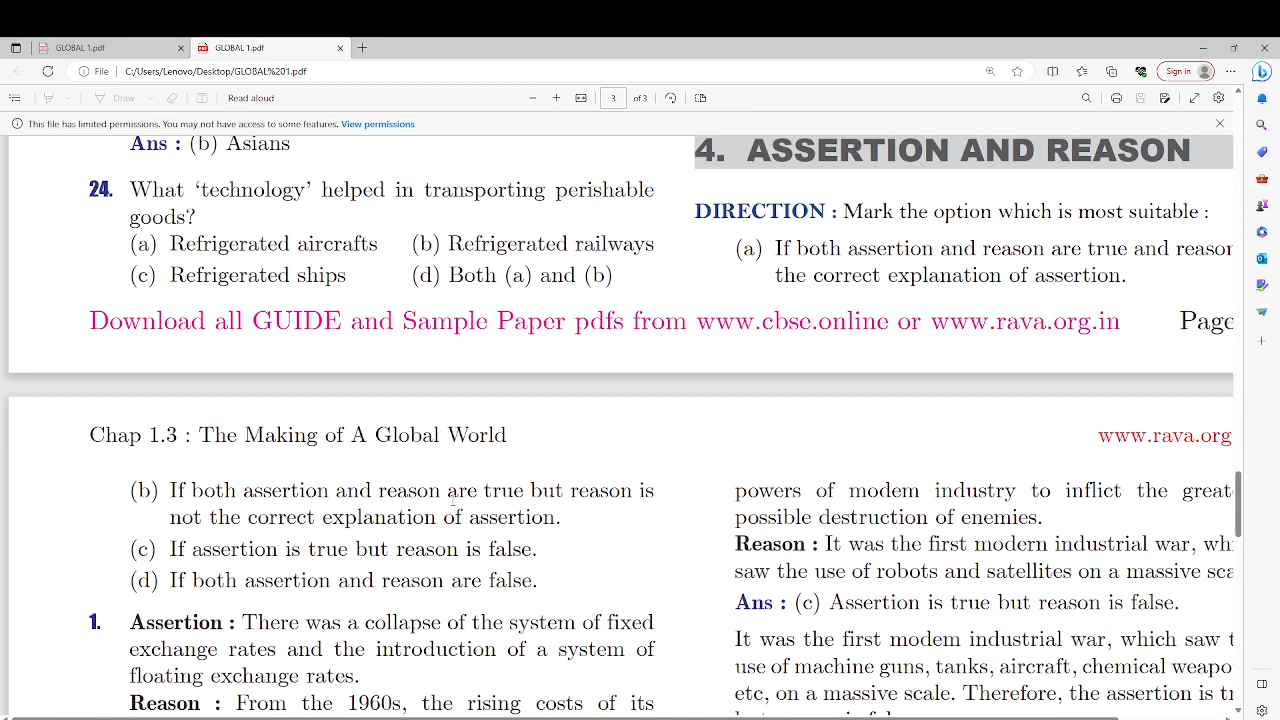 GLOBAL 1.pdf
GLOBAL 1.pdf
File C:/Users/Lenovo/Desktop/GLOBAL%201.pdf
Sign in
Draw
Read aloud
3 of 3
This file has limited permissions. You may not have access to some features. View permissions
Ans : (b) Asians
24. What ‘technology’ helped in transporting perishable
goods?
(a) Refrigerated aircrafts (b) Refrigerated railways
(c) Refrigerated ships (d) Both (a) and (b)
4. ASSERTION AND REASON
DIRECTION : Mark the option which is most suitable :
(a) If both assertion and reason are true and reason
the correct explanation of assertion.
Download all GUIDE and Sample Paper pdfs from www.cbse.online or www.rava.org.in Page
Chap 1.3 : The Making of A Global World
www.rava.org
(b) If both assertion and reason are true but reason is
not the correct explanation of assertion.
(c) If assertion is true but reason is false.
(d) If both assertion and reason are false.
1. Assertion : There was a collapse of the system of fixed
exchange rates and the introduction of a system of
floating exchange rates.
Reason : From the 1960s, the rising costs of its
powers of modem industry to inflict the great
possible destruction of enemies.
Reason : It was the first modern industrial war, whi
saw the use of robots and satellites on a massive sca
Ans : (c) Assertion is true but reason is false.
It was the first modem industrial war, which saw t
use of machine guns, tanks, aircraft, chemical weapo
etc, on a massive scale. Therefore, the assertion is tr